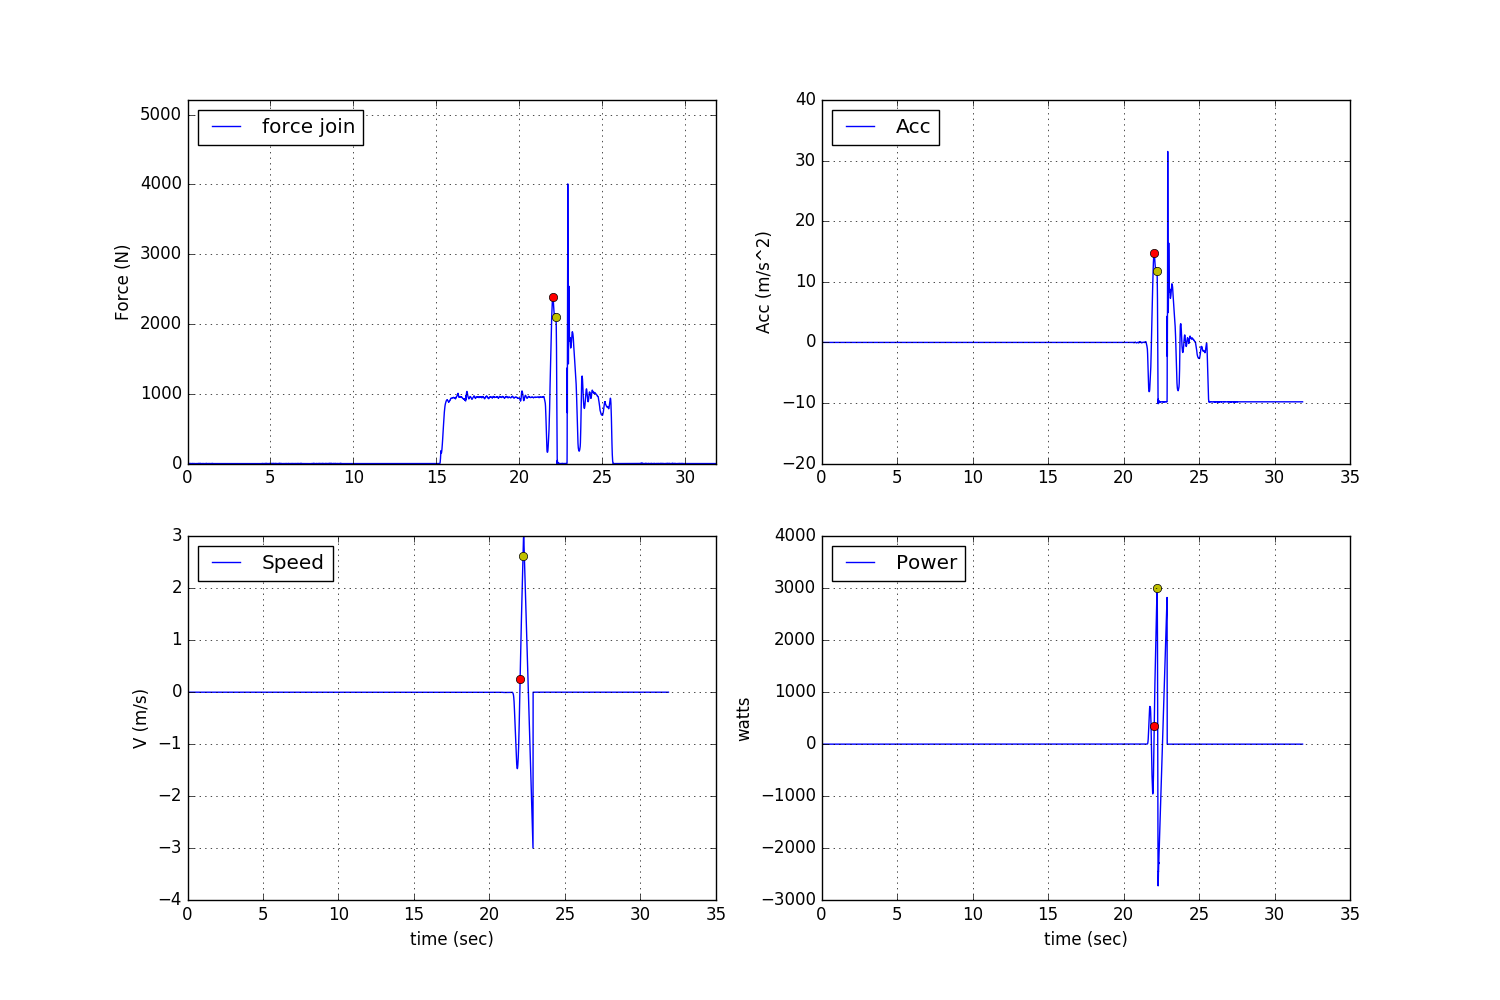 force join
5000
4000
3000
2000
1000
0
Force (N)
0 5 10 15 20 25 30
Acc
40
30
20
10
0
−10
−20
Acc (m/s^2)
0 5 10 15 20 25 30 35
Speed
3
2
1
0
−1
−2
−3
−4
V (m/s)
0 5 10 15 20 25 30 35
time (sec)
Power
4000
3000
2000
1000
0
−1000
−2000
−3000
watts
0 5 10 15 20 25 30 35
time (sec)